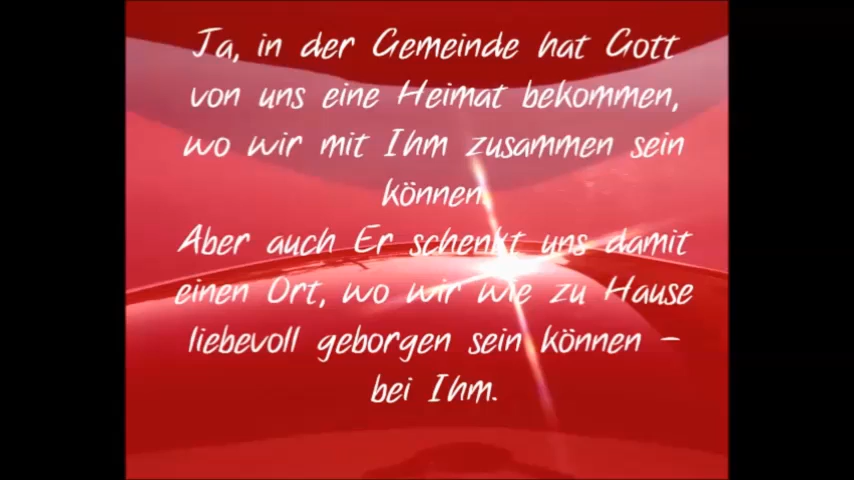 Ja, in der Gemeinde hat Gott
von uns eine Heimat bekommen,
wo wir mit Ihm zusammen sein
können.
Aber auch Er schenkt uns damit
einen Ort, wo wir wie zu Hause
liebevoll geborgen sein können –
bei Ihm.